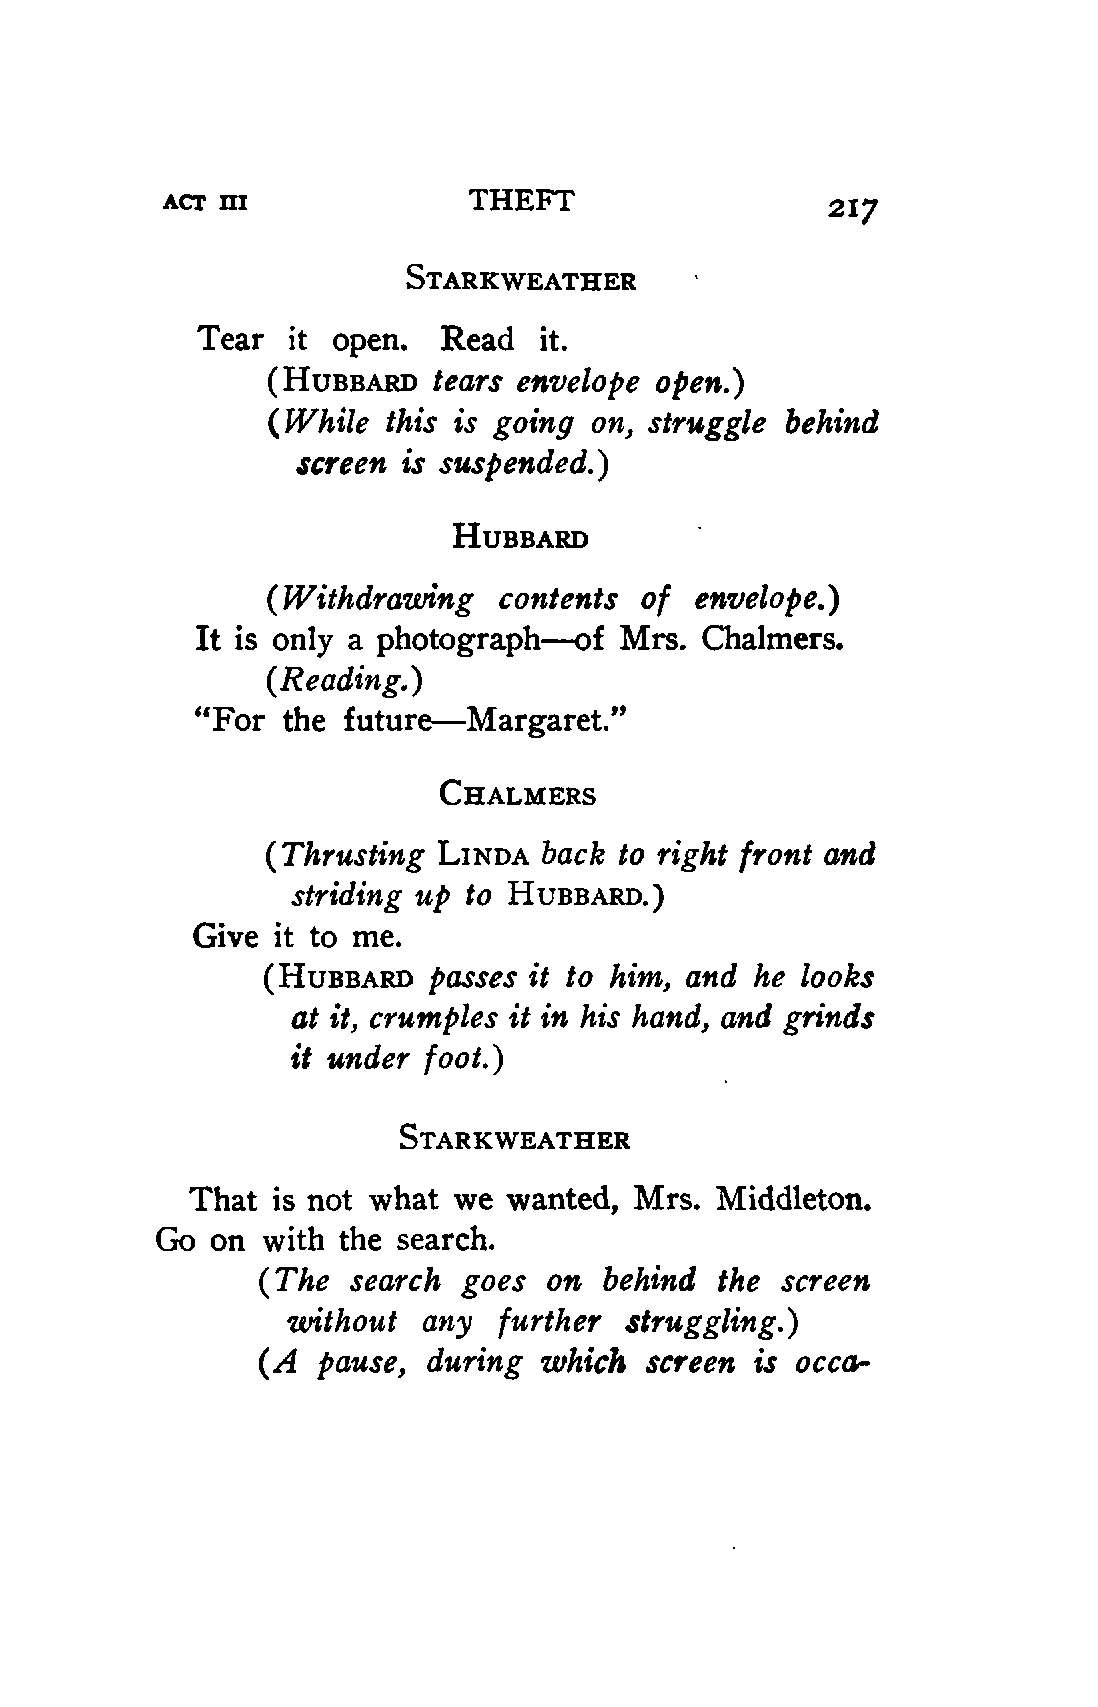 ACT III THEFT 217
STARKWEATHER
Tear it open. Read it.
(HUBBARD tears envelope open.)
(While this is going on, struggle behind
screen is suspended.)
HUBBARD
(Withdrawing contents of envelope.)
It is only a photograph—of Mrs. Chalmers.
(Reading.)
“For the future—Margaret.”
CHALMERS
(Thrusting LINDA back to right front and
striding up to HUBBARD.)
Give it to me.
(HUBBARD passes it to him, and he looks
at it, crumples it in his hand, and grinds
it under foot.)
STARKWEATHER
That is not what we wanted, Mrs. Middleton.
Go on with the search.
(The search goes on behind the screen
without any further struggling.)
(A pause, during which screen is occa-